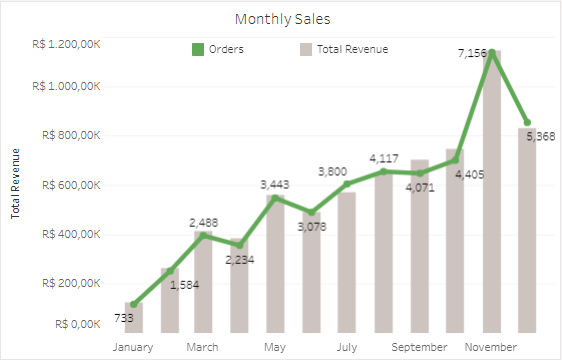 Monthly Sales
Orders
Total Revenue
R$ 1.200,00K
R$ 1.000,00K
R$ 800,00K
R$ 600,00K
R$ 400,00K
R$ 200,00K
R$ 0,00K
Total Revenue
733
1,584
2,488
2,234
3,443
3,078
3,800
4,117
4,071
4,405
7,156
5,368
January
March
May
July
September
November